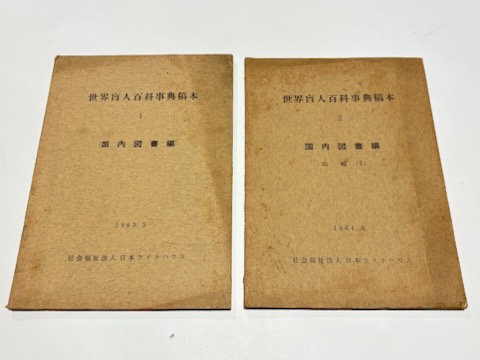 世界盲人百科事典稿本
1
国内図書編
1963.3
社会福祉法人 日本ライトハウス
世界盲人百科事典稿本
2
国内図書編
1964.6
社会福祉法人 日本ライトハウス